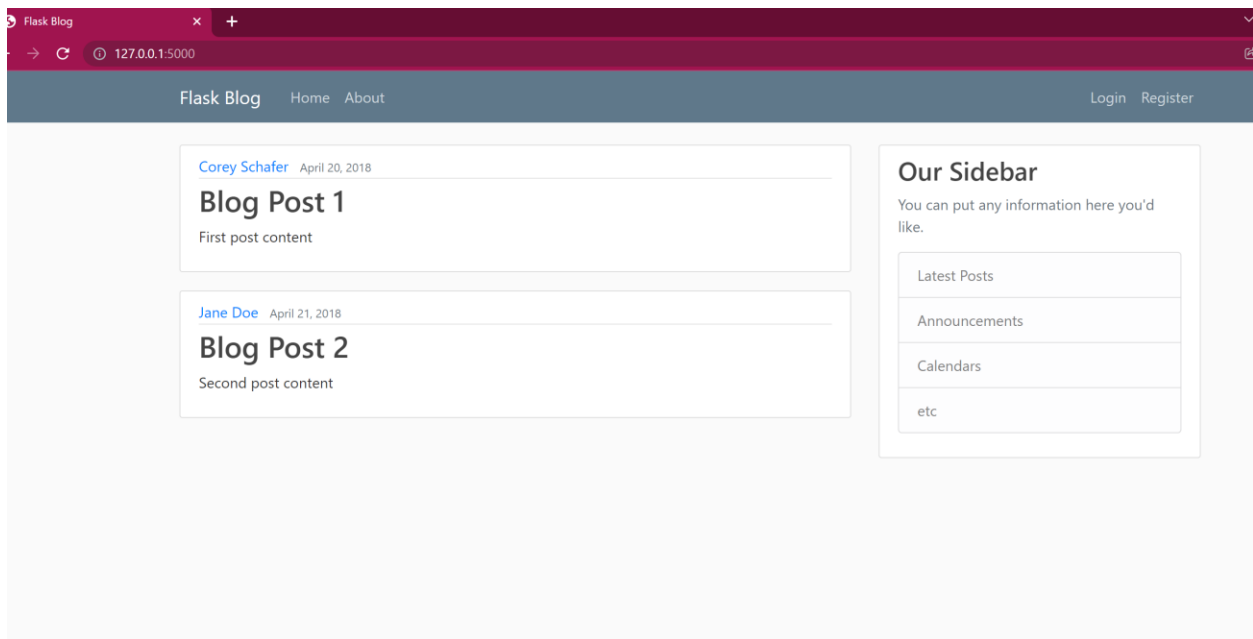 Flask Blog
127.0.0.1:5000
Flask Blog Home About Login Register
Corey Schafer April 20, 2018
Blog Post 1
First post content
Jane Doe April 21, 2018
Blog Post 2
Second post content
Our Sidebar
You can put any information here you'd
like.
Latest Posts
Announcements
Calendars
etc